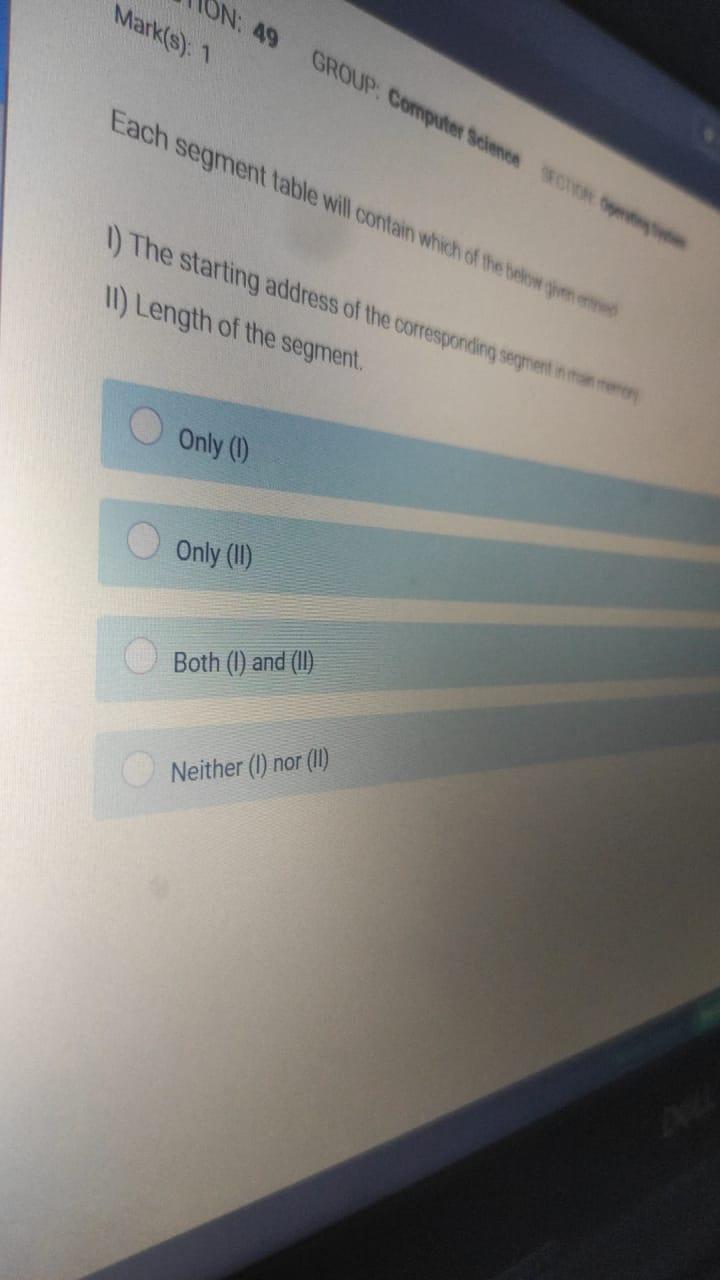 ION: 49 GROUP: Computer Science SECTION: Operating System
Mark(s): 1
Each segment table will contain which of the below given entries?
I) The starting address of the corresponding segment in main memory
II) Length of the segment.
Only (I)
Only (II)
Both (I) and (II)
Neither (I) nor (II)
DELL